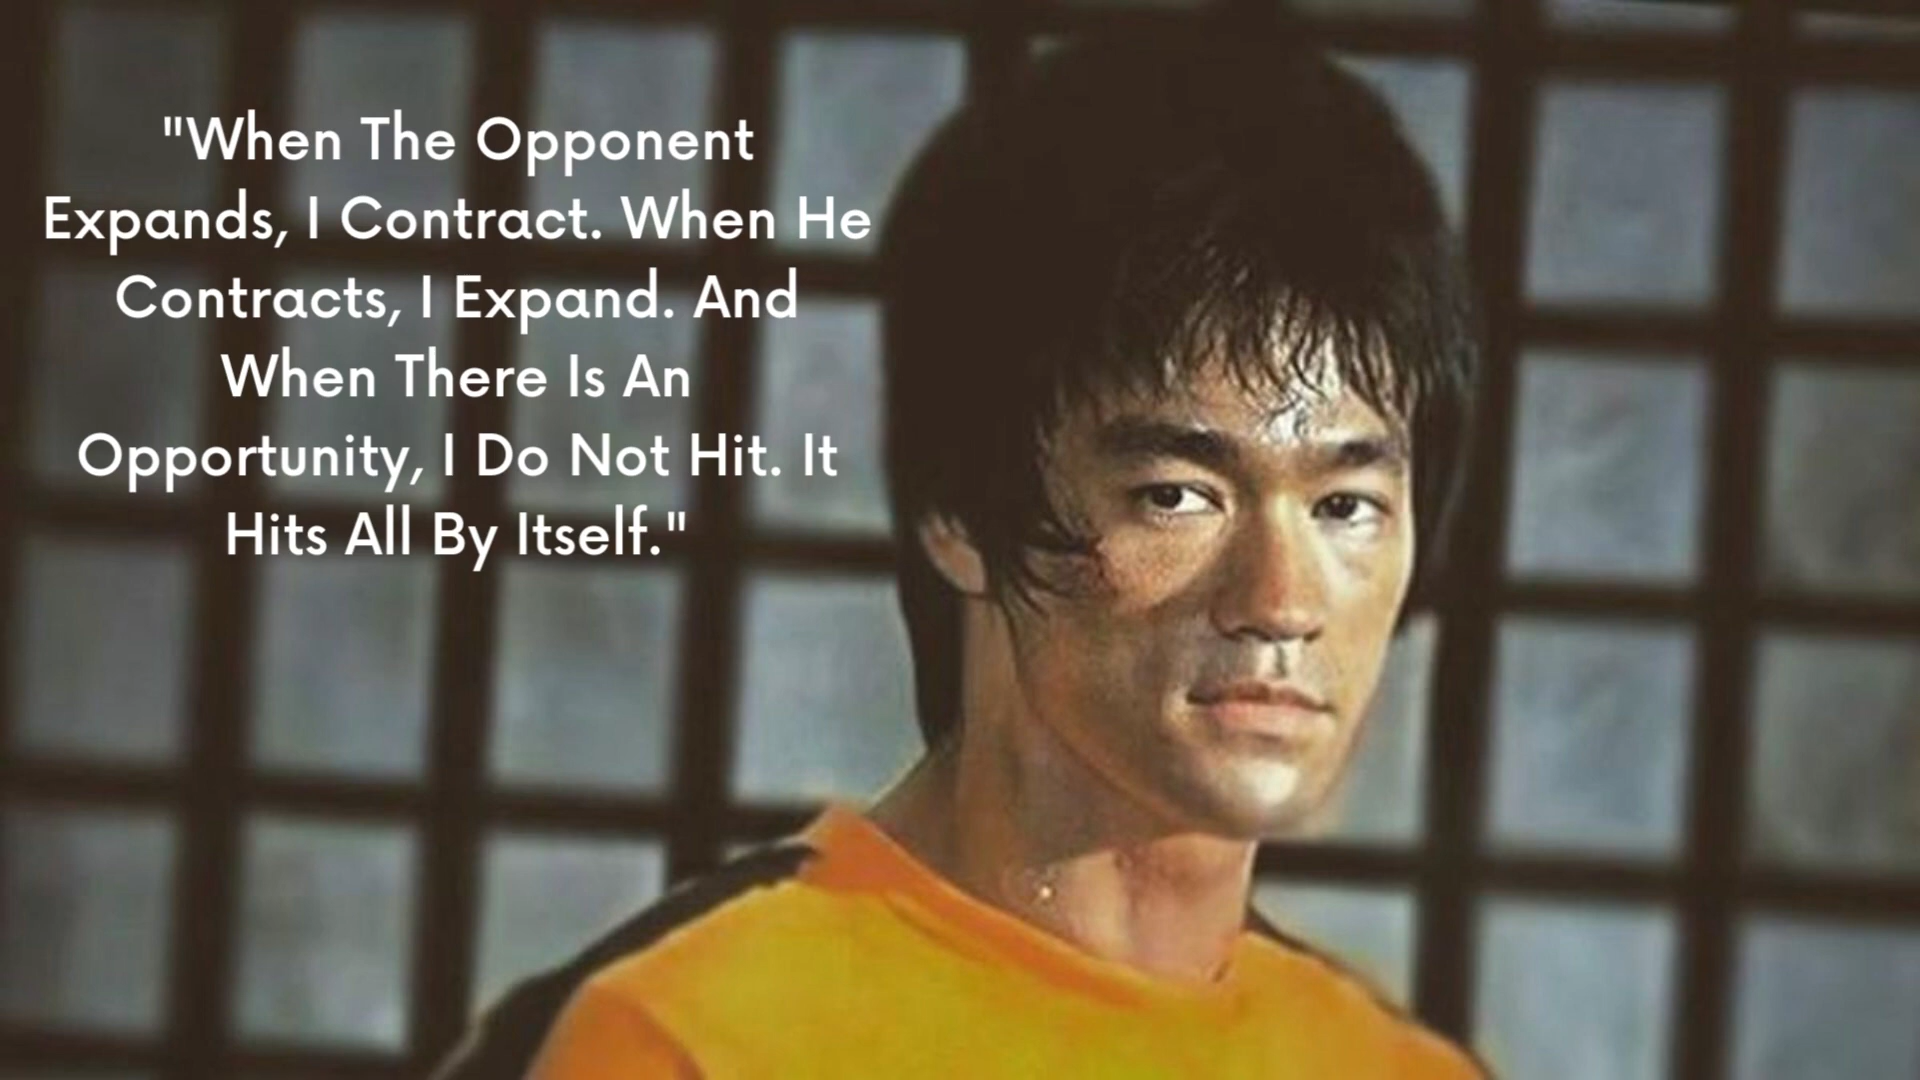 "When The Opponent
Expands, I Contract. When He
Contracts, I Expand. And
When There Is An
Opportunity, I Do Not Hit. It
Hits All By Itself."